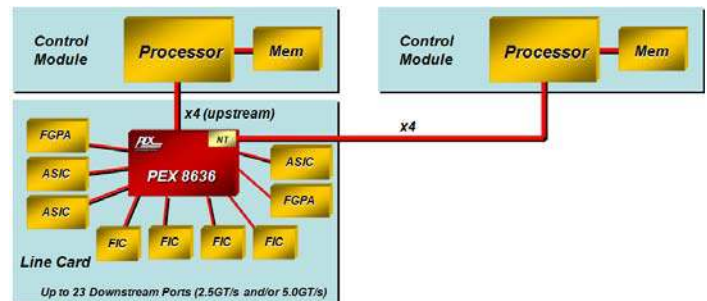 Control
Module
Processor
Mem
Control
Module
Processor
Mem
x4 (upstream)
x4
FGPA
ASIC
ASIC
PLX
NT
PEX 8636
ASIC
FGPA
FIC
FIC
FIC
FIC
Line Card
Up to 23 Downstream Ports (2.5GT/s and/or 5.0GT/s)